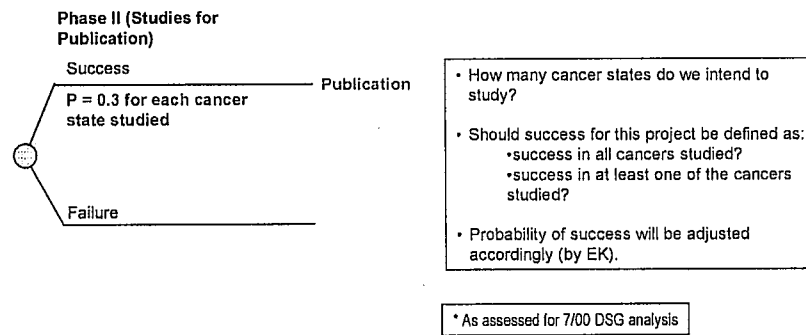 Phase II (Studies for
Publication)
Success
Publication
P = 0.3 for each cancer
state studied
Failure
• How many cancer states do we intend to
study?
• Should success for this project be defined as:
•success in all cancers studied?
•success in at least one of the cancers
studied?
• Probability of success will be adjusted
accordingly (by EK).
* As assessed for 7/00 DSG analysis